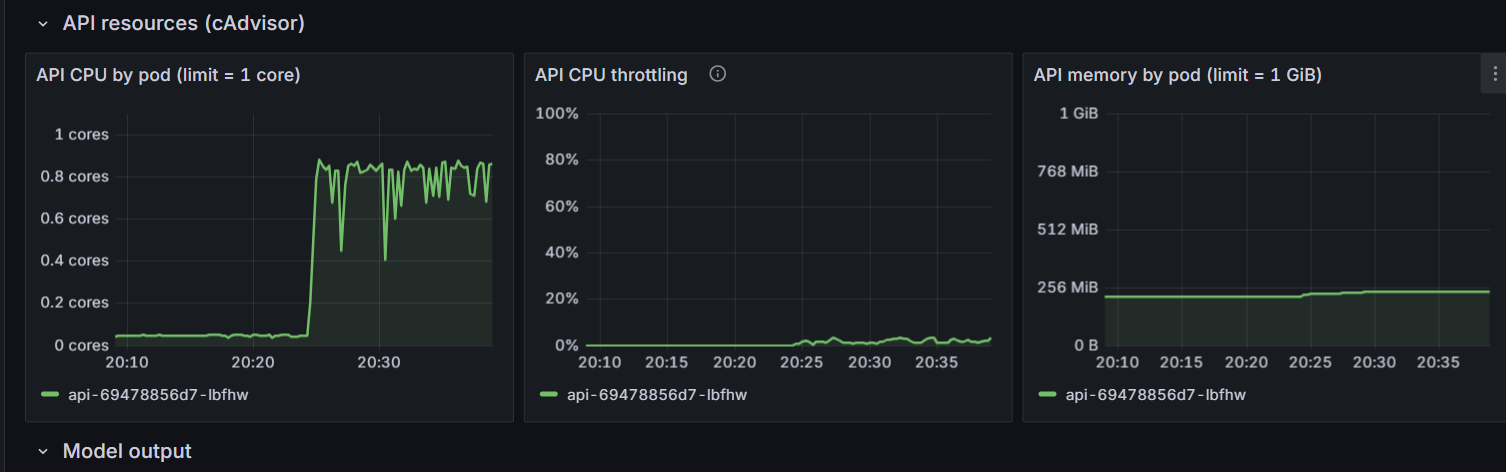 API resources (cAdvisor)
API CPU by pod (limit = 1 core)
1 cores
0.8 cores
0.6 cores
0.4 cores
0.2 cores
0 cores
20:10 20:20 20:30
api-69478856d7-lbfhw
API CPU throttling
100%
80%
60%
40%
20%
0%
20:10 20:15 20:20 20:25 20:30 20:35
api-69478856d7-lbfhw
API memory by pod (limit = 1 GiB)
1 GiB
768 MiB
512 MiB
256 MiB
0 B
20:10 20:15 20:20 20:25 20:30 20:35
api-69478856d7-lbfhw
Model output